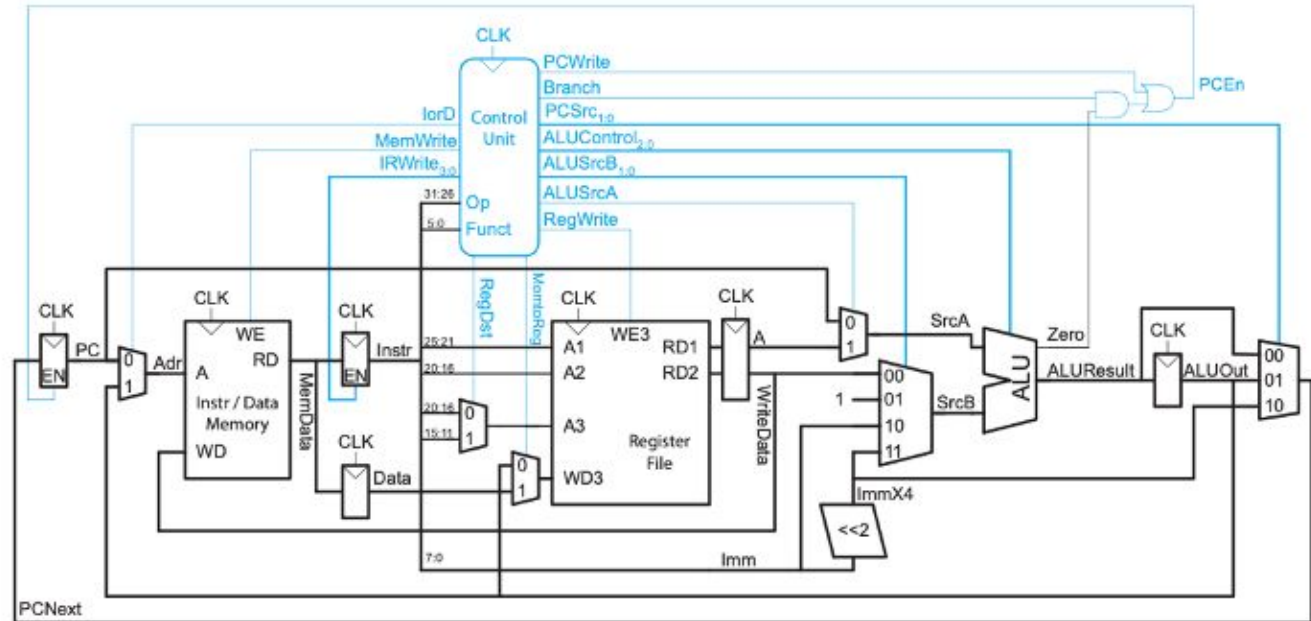 CLK
PCWrite
Branch
PCEn
IorD
Control
Unit
PCSrc1:0
MemWrite
ALUControl2:0
IRWrite3:0
ALUSrcB1:0
31:26
Op
ALUSrcA
5:0
Funct
RegWrite
RegDst
MemtoReg
CLK
CLK
CLK
CLK
CLK
CLK
PC
EN
0
1
Adr
WE
RD
A
Instr / Data
Memory
WD
MemData
EN
Instr
25:21
20:16
20:16
15:11
0
1
CLK
Data
0
1
A1
A2
A3
WD3
WE3
RD1
RD2
Register
File
A
WriteData
0
1
SrcA
1
00
01
10
11
SrcB
ALU
Zero
ALUResult
ALUOut
00
01
10
ImmX4
<<2
7:0
Imm
PCNext